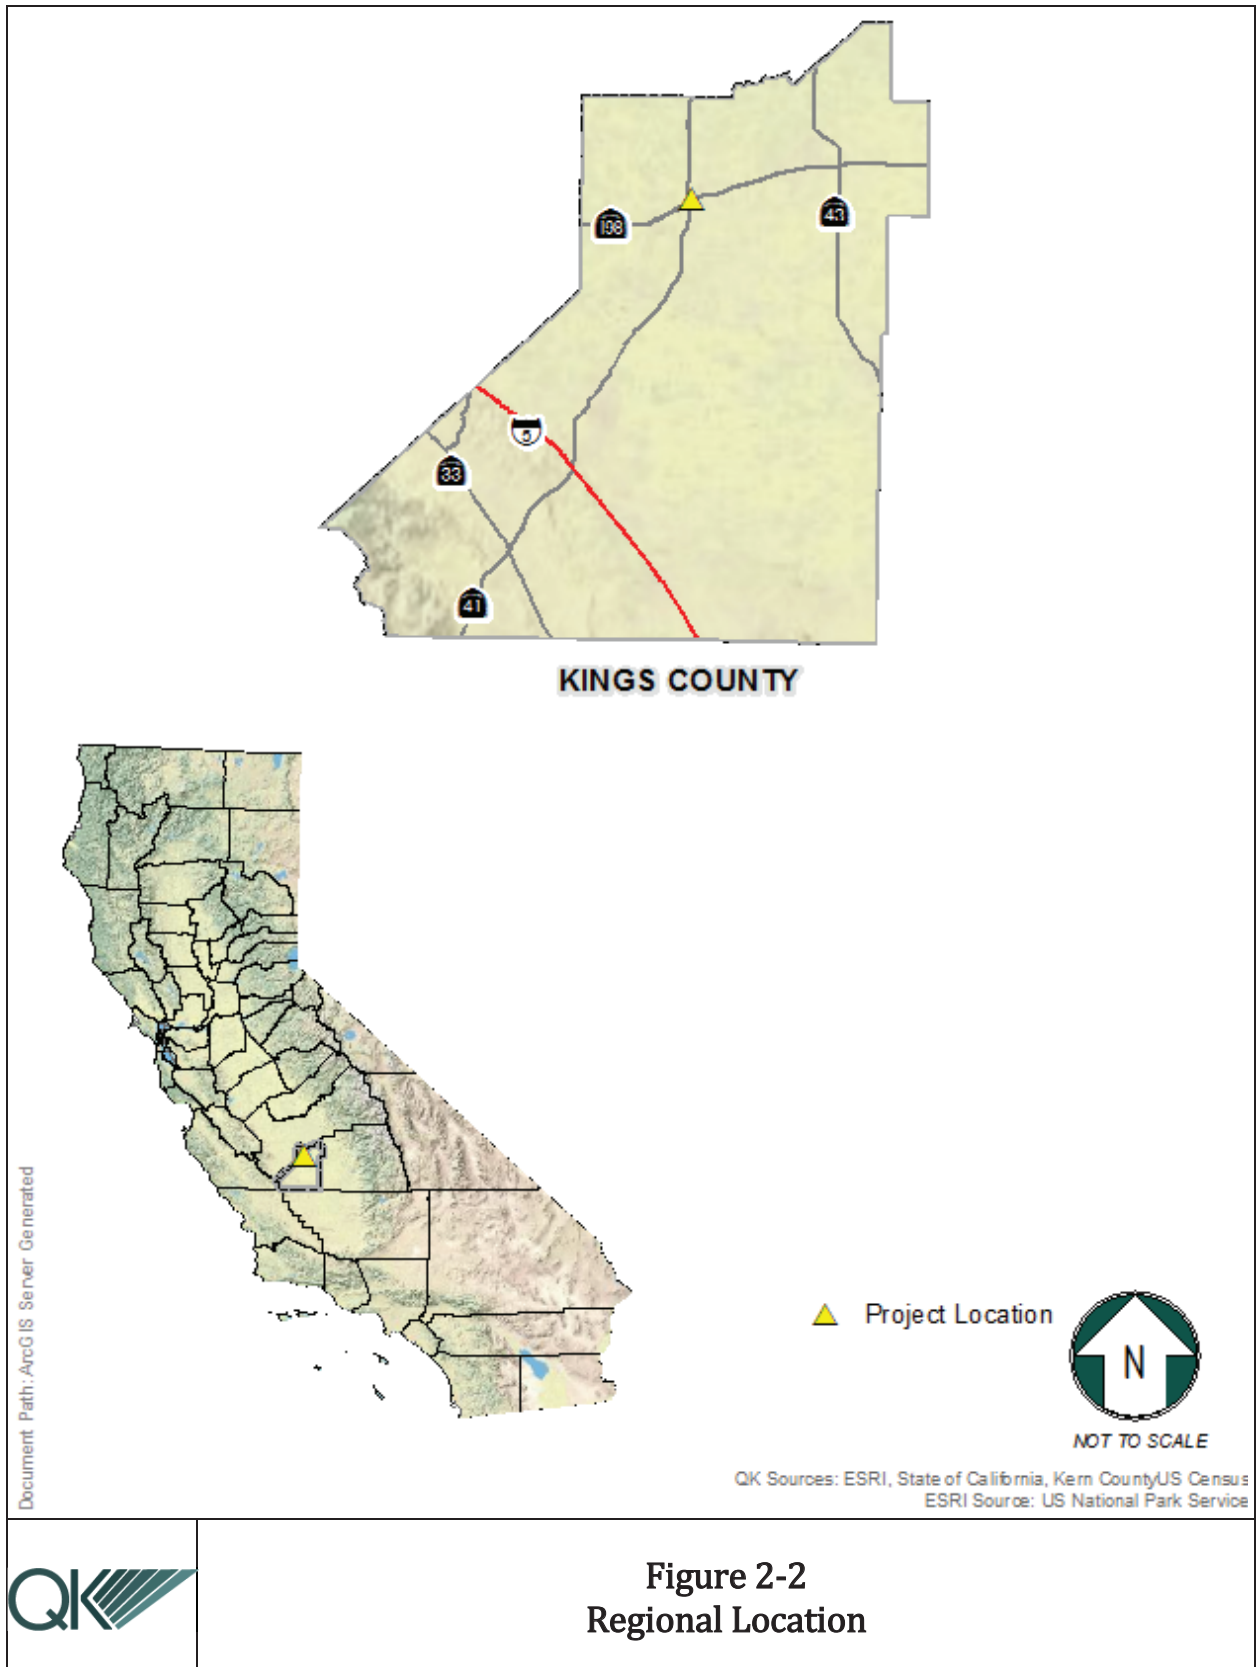 198
43
5
33
41
KINGS COUNTY
Document Path: ArcGIS Server Generated
Project Location
N
NOT TO SCALE
QK Sources: ESRI, State of California, Kern CountyUS Census
ESRI Source: US National Park Service
QK
Figure 2-2
Regional Location